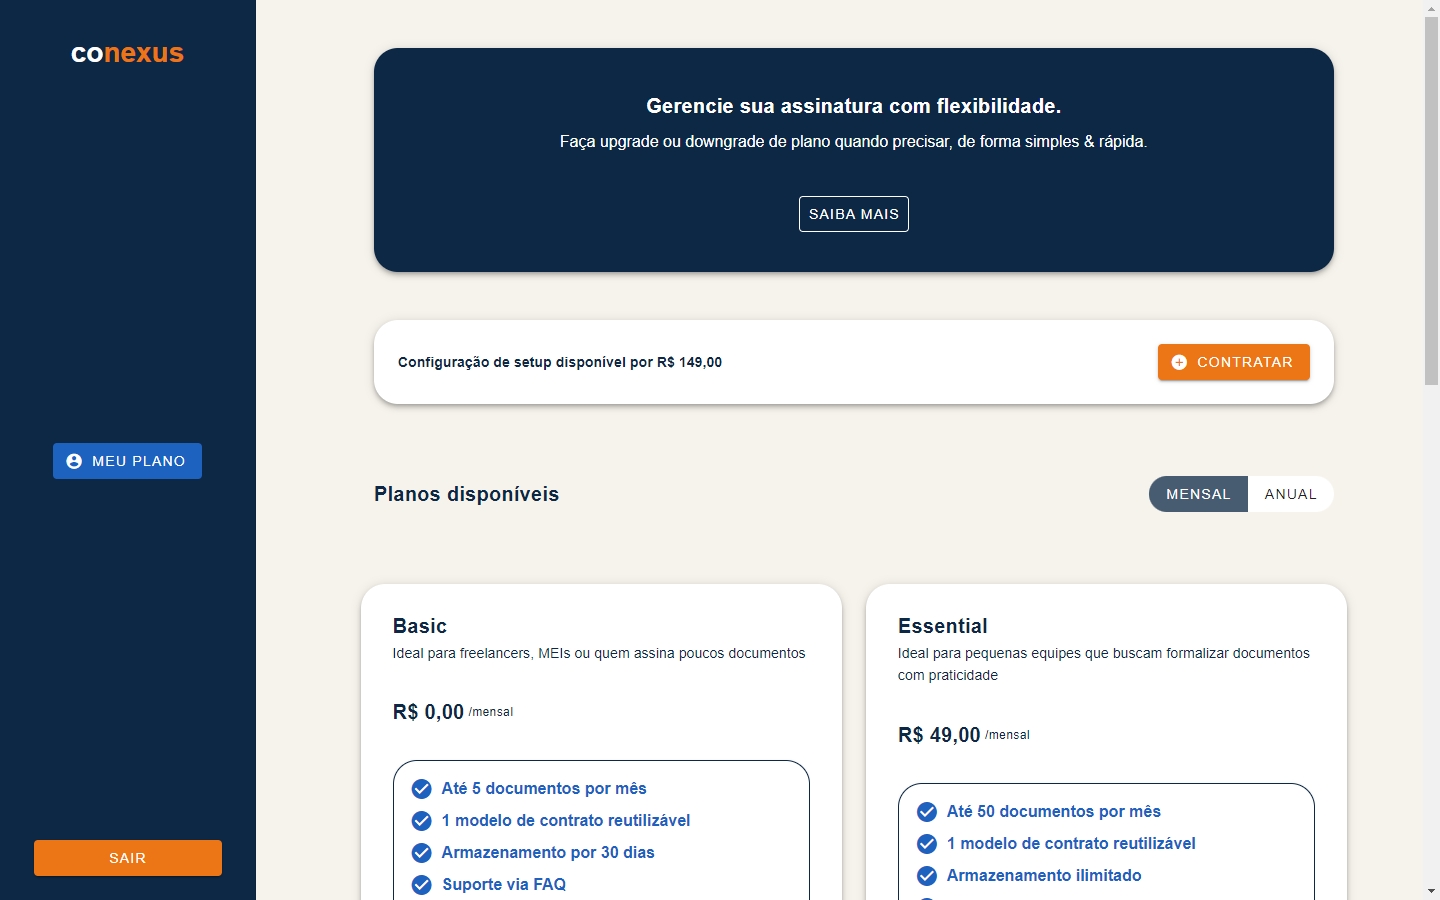 conexus
MEU PLANO
SAIR
Gerencie sua assinatura com flexibilidade.
Faça upgrade ou downgrade de plano quando precisar, de forma simples & rápida.
SAIBA MAIS
Configuração de setup disponível por R$ 149,00
CONTRATAR
Planos disponíveis
MENSAL
ANUAL
Basic
Ideal para freelancers, MEIs ou quem assina poucos documentos
R$ 0,00 /mensal
Até 5 documentos por mês
1 modelo de contrato reutilizável
Armazenamento por 30 dias
Suporte via FAQ
Essential
Ideal para pequenas equipes que buscam formalizar documentos
com praticidade
R$ 49,00 /mensal
Até 50 documentos por mês
1 modelo de contrato reutilizável
Armazenamento ilimitado